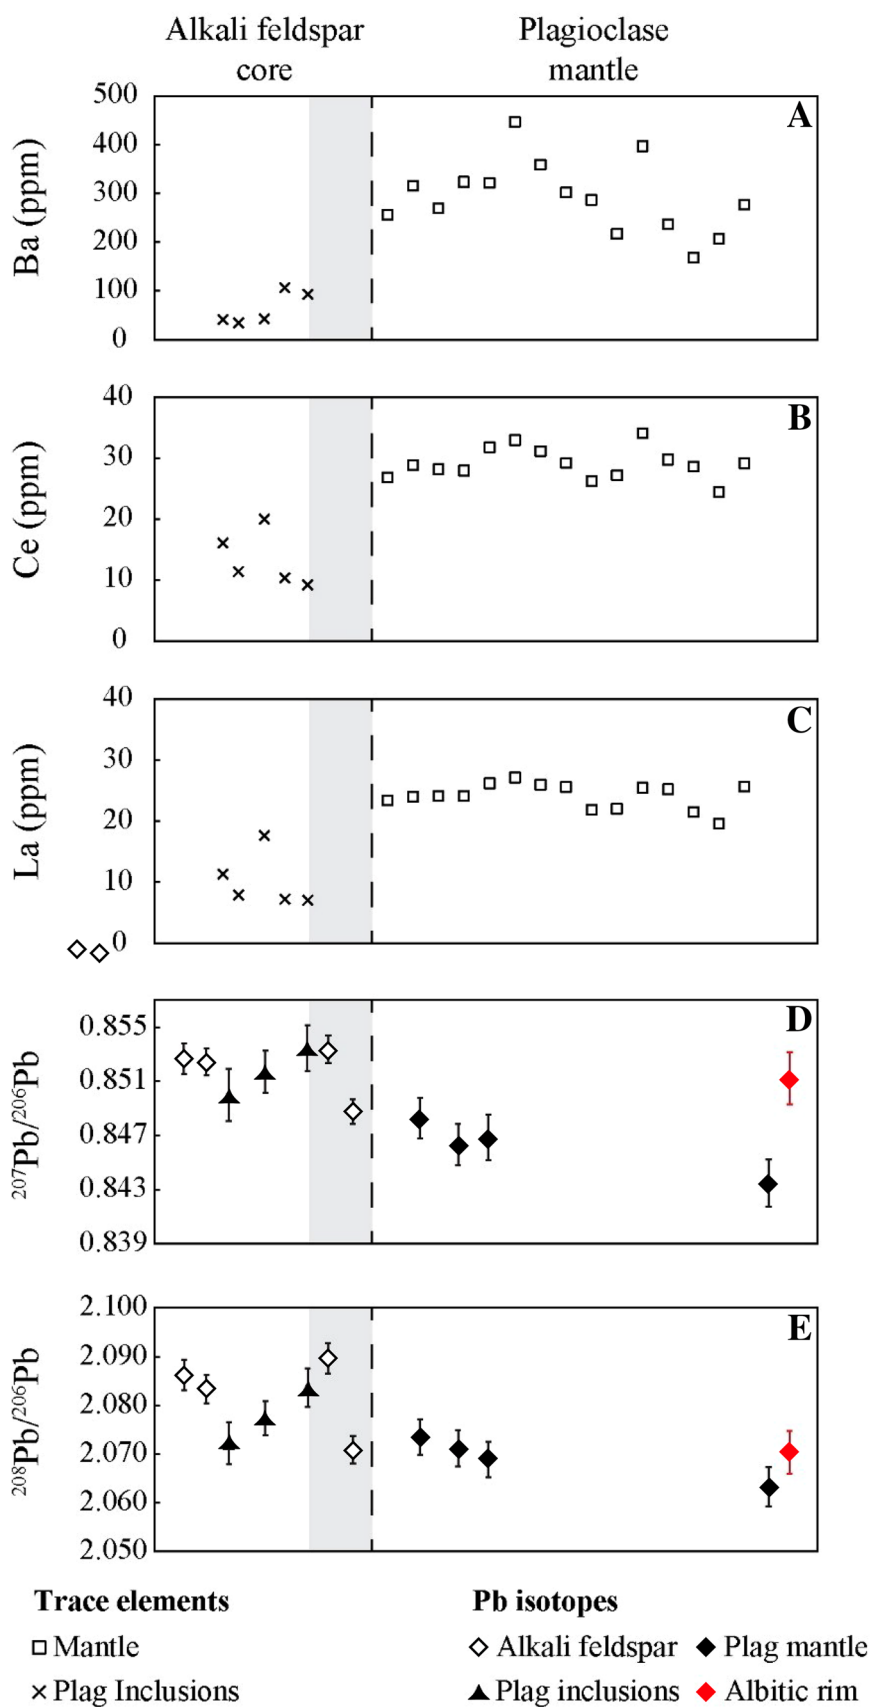 Alkali feldspar
core
Plagioclase
mantle
A
Ba (ppm)
500
400
300
200
100
0
B
Ce (ppm)
40
30
20
10
0
C
La (ppm)
40
30
20
10
0
D
²⁰⁷Pb/²⁰⁶Pb
0.855
0.851
0.847
0.843
0.839
E
²⁰⁸Pb/²⁰⁶Pb
2.100
2.090
2.080
2.070
2.060
2.050
Trace elements
Mantle
Plag Inclusions
Pb isotopes
Alkali feldspar
Plag mantle
Plag inclusions
Albitic rim